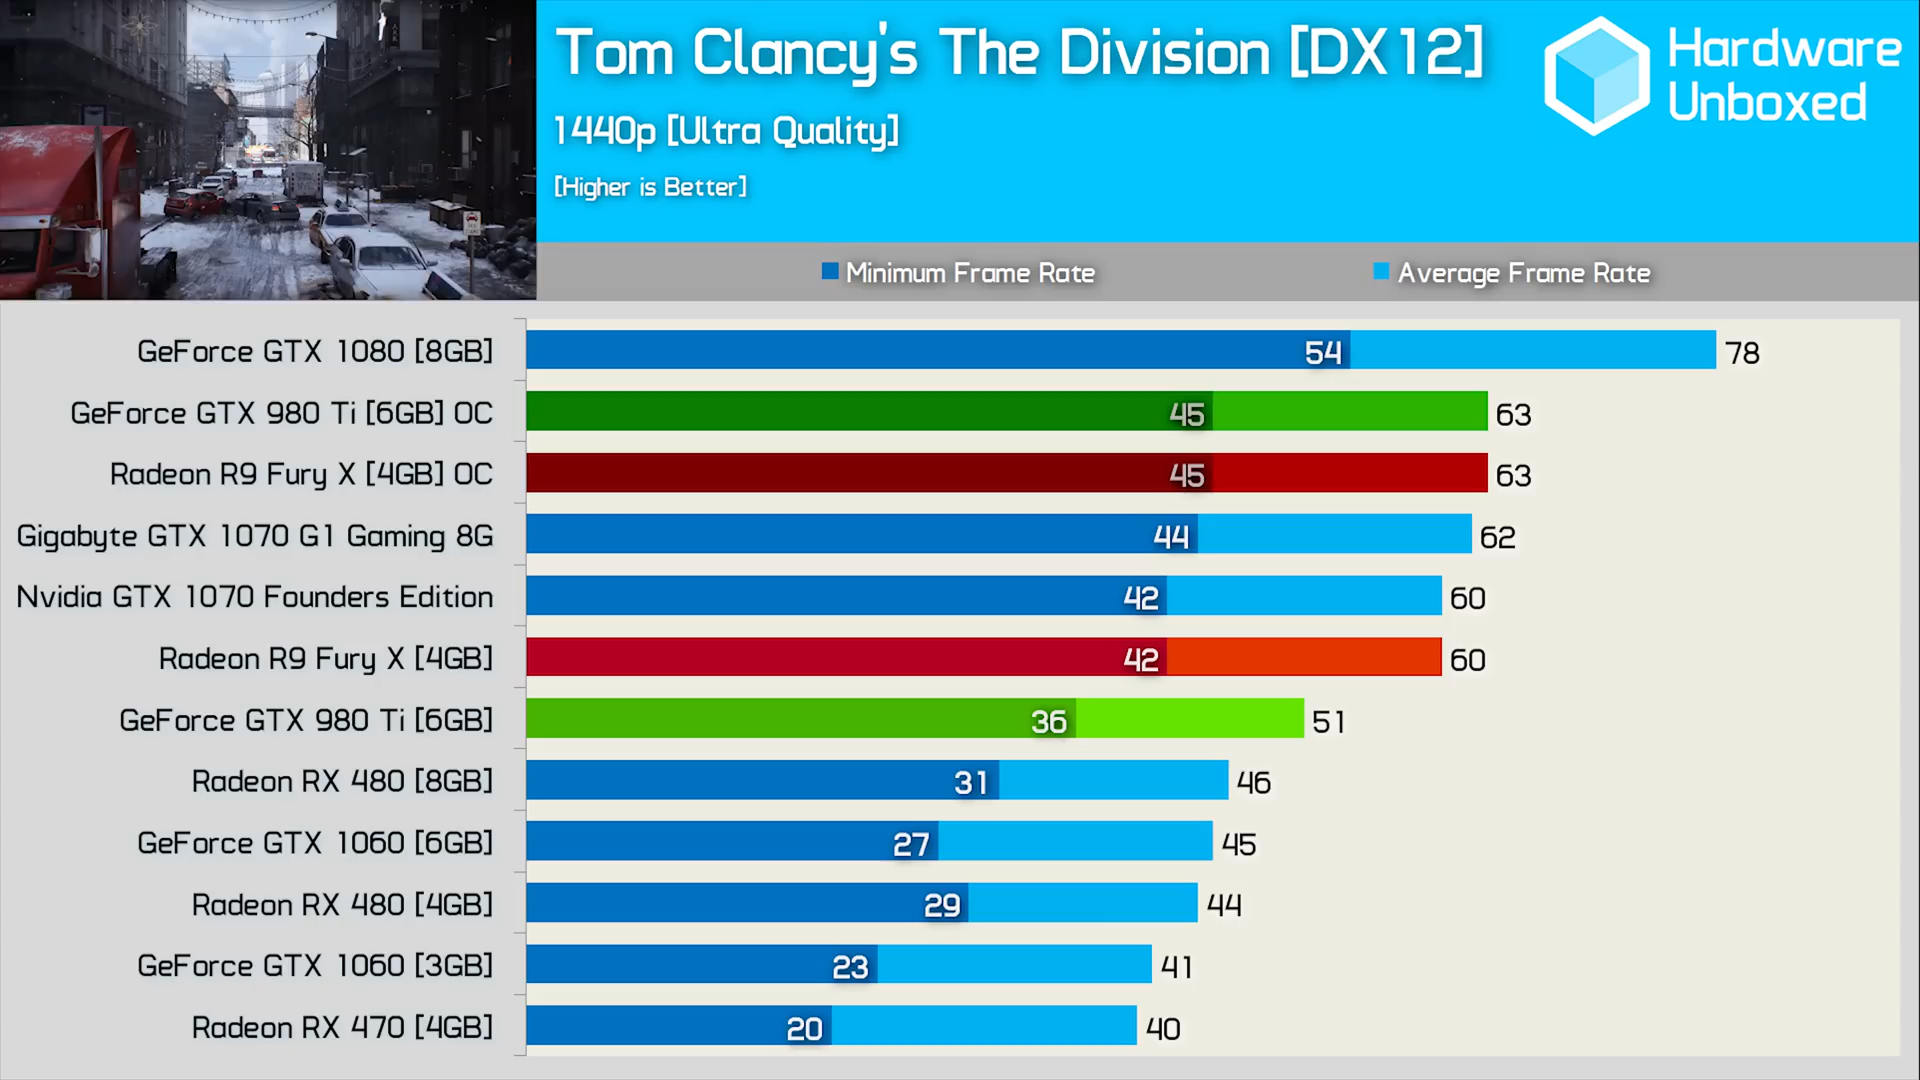 Tom Clancy's The Division [DX12]
1440p [Ultra Quality]
[Higher is Better]
Hardware
Unboxed
Minimum Frame Rate
Average Frame Rate
GeForce GTX 1080 [8GB] 54 78
GeForce GTX 980 Ti [6GB] OC 45 63
Radeon R9 Fury X [4GB] OC 45 63
Gigabyte GTX 1070 G1 Gaming 8G 44 62
Nvidia GTX 1070 Founders Edition 42 60
Radeon R9 Fury X [4GB] 42 60
GeForce GTX 980 Ti [6GB] 36 51
Radeon RX 480 [8GB] 31 46
GeForce GTX 1060 [6GB] 27 45
Radeon RX 480 [4GB] 29 44
GeForce GTX 1060 [3GB] 23 41
Radeon RX 470 [4GB] 20 40